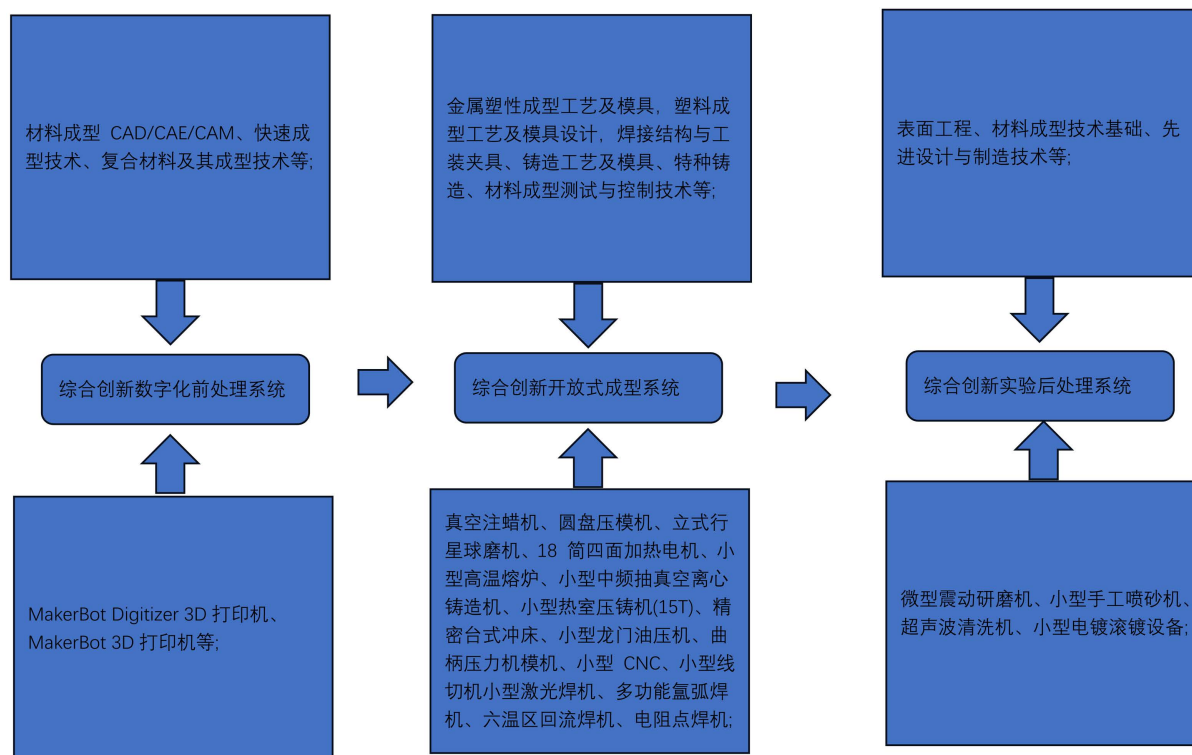 材料成型 CAD/CAE/CAM、快速成
型技术、复合材料及其成型技术等;
金属塑性成型工艺及模具，塑料成
型工艺及模具设计，焊接结构与工
装夹具、铸造工艺及模具、特种铸
造、材料成型测试与控制技术等;
表面工程、材料成型技术基础、先
进设计与制造技术等;
综合创新数字化前处理系统
综合创新开放式成型系统
综合创新实验后处理系统
MakerBot Digitizer 3D 打印机、
MakerBot 3D 打印机等;
真空注蜡机、圆盘压模机、立式行
星球磨机、18 筒四面加热电机、小
型高温熔炉、小型中频抽真空离心
铸造机、小型热室压铸机(15T)、精
密台式冲床、小型龙门油压机、曲
柄压力机模机、小型 CNC、小型线
切机小型激光焊机、多功能氩弧焊
机、六温区回流焊机、电阻点焊机;
微型震动研磨机、小型手工喷砂机、
超声波清洗机、小型电镀滚镀设备;